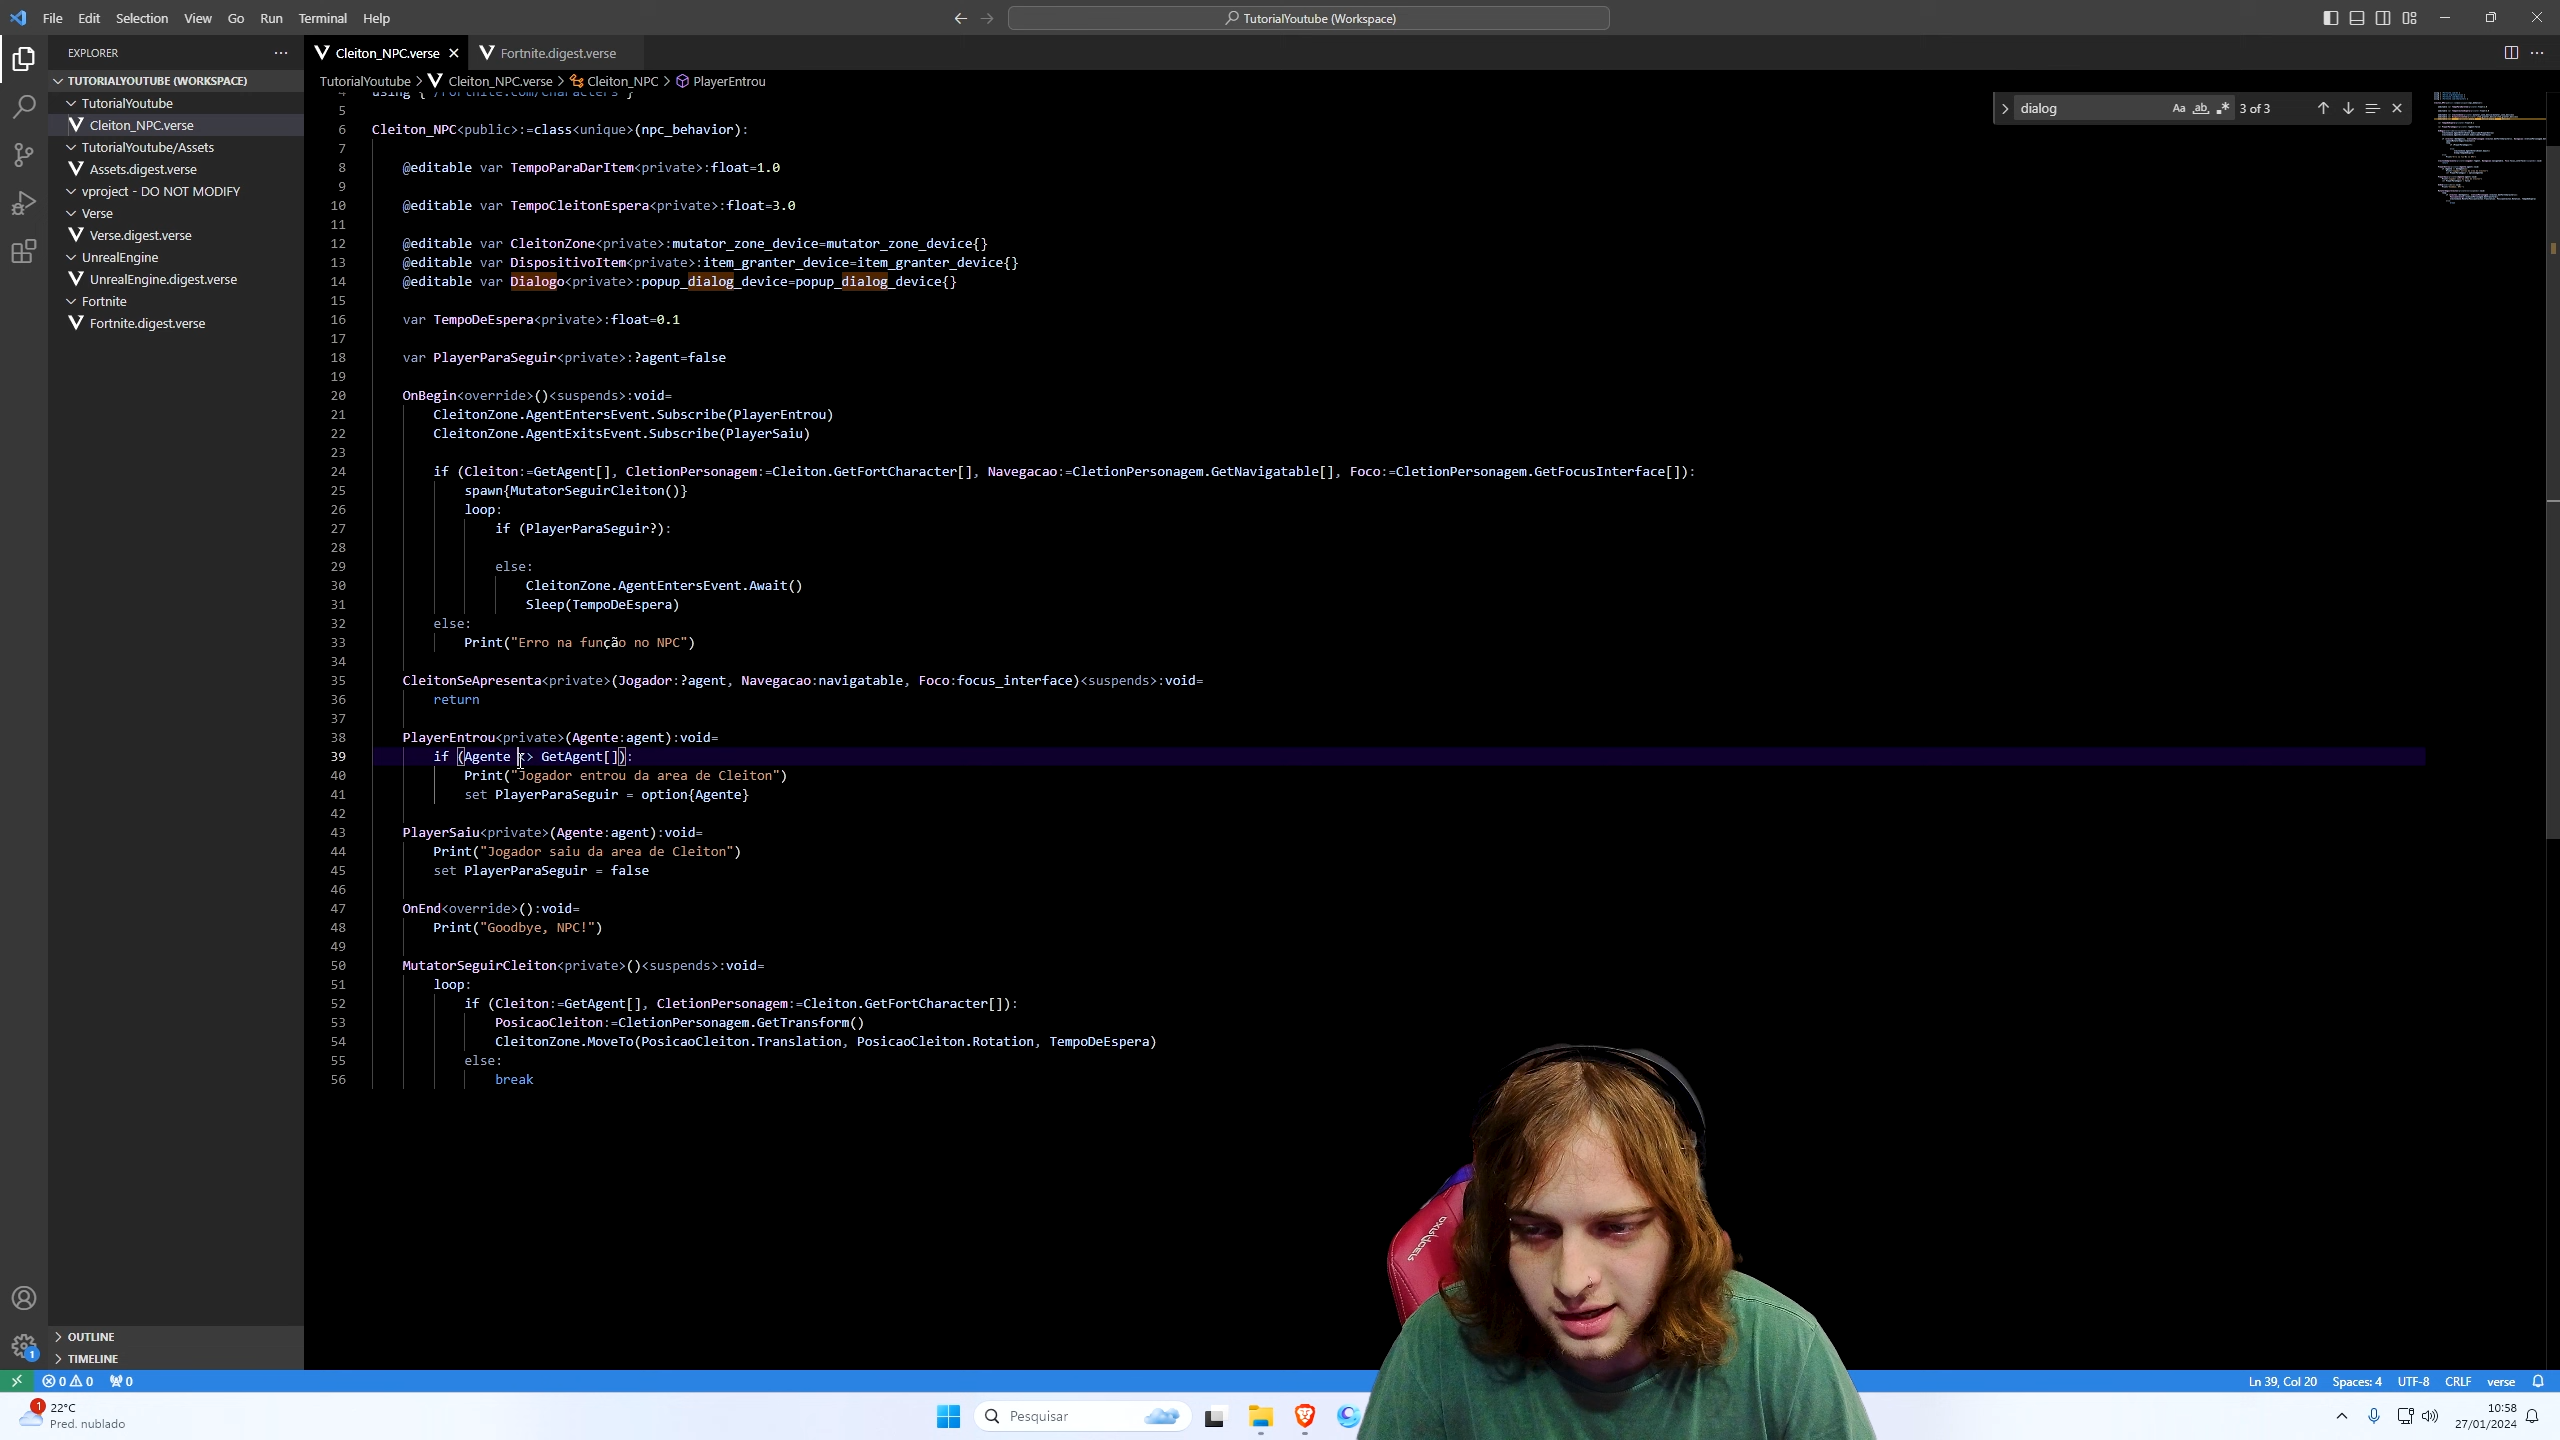 File Edit Selection View Go Run Terminal Help
TutorialYoutube (Workspace)
EXPLORER
Cleiton_NPC.verse
Fortnite.digest.verse
TUTORIALYOUTUBE (WORKSPACE)
TutorialYoutube
Cleiton_NPC.verse
TutorialYoutube/Assets
Assets.digest.verse
vproject - DO NOT MODIFY
Verse
Verse.digest.verse
UnrealEngine
UnrealEngine.digest.verse
Fortnite
Fortnite.digest.verse
OUTLINE
TIMELINE
TutorialYoutube > Cleiton_NPC.verse > Cleiton_NPC > PlayerEntrou
dialog Aa ab 3 of 3
4 using { /Fortnite.com/Characters }
5
6 Cleiton_NPC<public>:=class<unique>(npc_behavior):
7
8 @editable var TempoParaDarItem<private>:float=1.0
9
10 @editable var TempoCleitonEspera<private>:float=3.0
11
12 @editable var CleitonZone<private>:mutator_zone_device=mutator_zone_device{}
13 @editable var DispositivoItem<private>:item_granter_device=item_granter_device{}
14 @editable var Dialogo<private>:popup_dialog_device=popup_dialog_device{}
15
16 var TempoDeEspera<private>:float=0.1
17
18 var PlayerParaSeguir<private>:?agent=false
19
20 OnBegin<override>()<suspends>:void=
21 CleitonZone.AgentEntersEvent.Subscribe(PlayerEntrou)
22 CleitonZone.AgentExitsEvent.Subscribe(PlayerSaiu)
23
24 if (Cleiton:=GetAgent[], CletionPersonagem:=Cleiton.GetFortCharacter[], Navegacao:=CletionPersonagem.GetNavigatable[], Foco:=CletionPersonagem.GetFocusInterface[]):
25 spawn{MutatorSeguirCleiton()}
26 loop:
27 if (PlayerParaSeguir?):
28
29 else:
30 CleitonZone.AgentEntersEvent.Await()
31 Sleep(TempoDeEspera)
32 else:
33 Print("Erro na função no NPC")
34
35 CleitonSeApresenta<private>(Jogador:?agent, Navegacao:navigatable, Foco:focus_interface)<suspends>:void=
36 return
37
38 PlayerEntrou<private>(Agente:agent):void=
39 if (Agente <> GetAgent[]):
40 Print("Jogador entrou da area de Cleiton")
41 set PlayerParaSeguir = option{Agente}
42
43 PlayerSaiu<private>(Agente:agent):void=
44 Print("Jogador saiu da area de Cleiton")
45 set PlayerParaSeguir = false
46
47 OnEnd<override>():void=
48 Print("Goodbye, NPC!")
49
50 MutatorSeguirCleiton<private>()<suspends>:void=
51 loop:
52 if (Cleiton:=GetAgent[], CletionPersonagem:=Cleiton.GetFortCharacter[]):
53 PosicaoCleiton:=CletionPersonagem.GetTransform()
54 CleitonZone.MoveTo(PosicaoCleiton.Translation, PosicaoCleiton.Rotation, TempoDeEspera)
55 else:
56 break
DXRACER
1
0 0 0
Ln 39, Col 20 Spaces: 4 UTF-8 CRLF verse
1
22°C
Pred. nublado
Pesquisar
10:58
27/01/2024